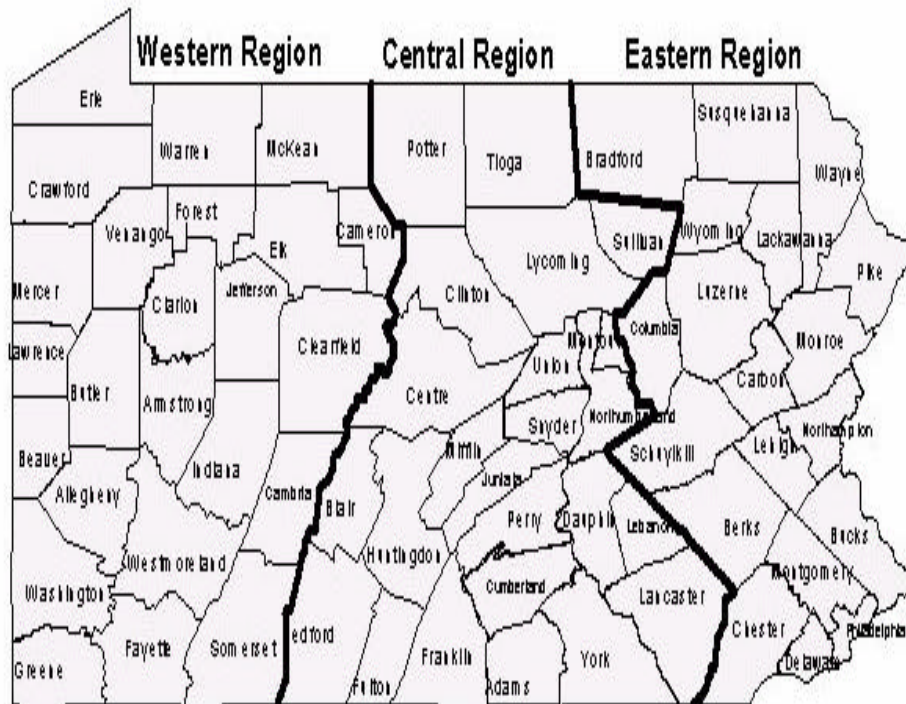 Western Region
Central Region
Eastern Region
Erie
Warren
McKean
Potter
Tioga
Bradford
Susquehanna
Wayne
Crawford
Venango
Forest
Elk
Cameron
Clinton
Lycoming
Sullivan
Wyoming
Lackawanna
Pike
Mercer
Clarion
Jefferson
Clearfield
Luzerne
Columbia
Monroe
Lawrence
Butler
Armstrong
Centre
Union
Montour
Northumberland
Carbon
Snyder
Schuylkill
Lehigh
Northampton
Beaver
Allegheny
Indiana
Cambria
Blair
Mifflin
Juniata
Perry
Dauphin
Lebanon
Berks
Bucks
Westmoreland
Huntingdon
Cumberland
Montgomery
Washington
Lancaster
Philadelphia
Greene
Fayette
Somerset
edford
Fulton
Franklin
Adams
York
Chester
Delaware